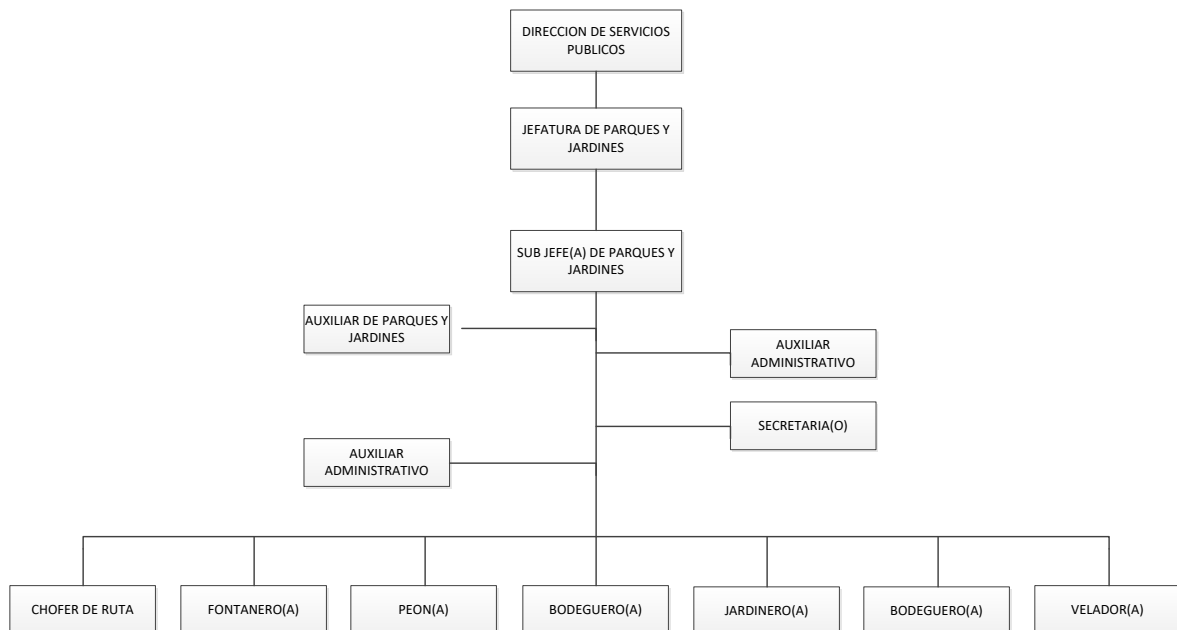 DIRECCION DE SERVICIOS
PUBLICOS
JEFATURA DE PARQUES Y
JARDINES
SUB JEFE(A) DE PARQUES Y
JARDINES
AUXILIAR DE PARQUES Y
JARDINES
AUXILIAR
ADMINISTRATIVO
SECRETARIA(O)
AUXILIAR
ADMINISTRATIVO
CHOFER DE RUTA
FONTANERO(A)
PEON(A)
BODEGUERO(A)
JARDINERO(A)
BODEGUERO(A)
VELADOR(A)